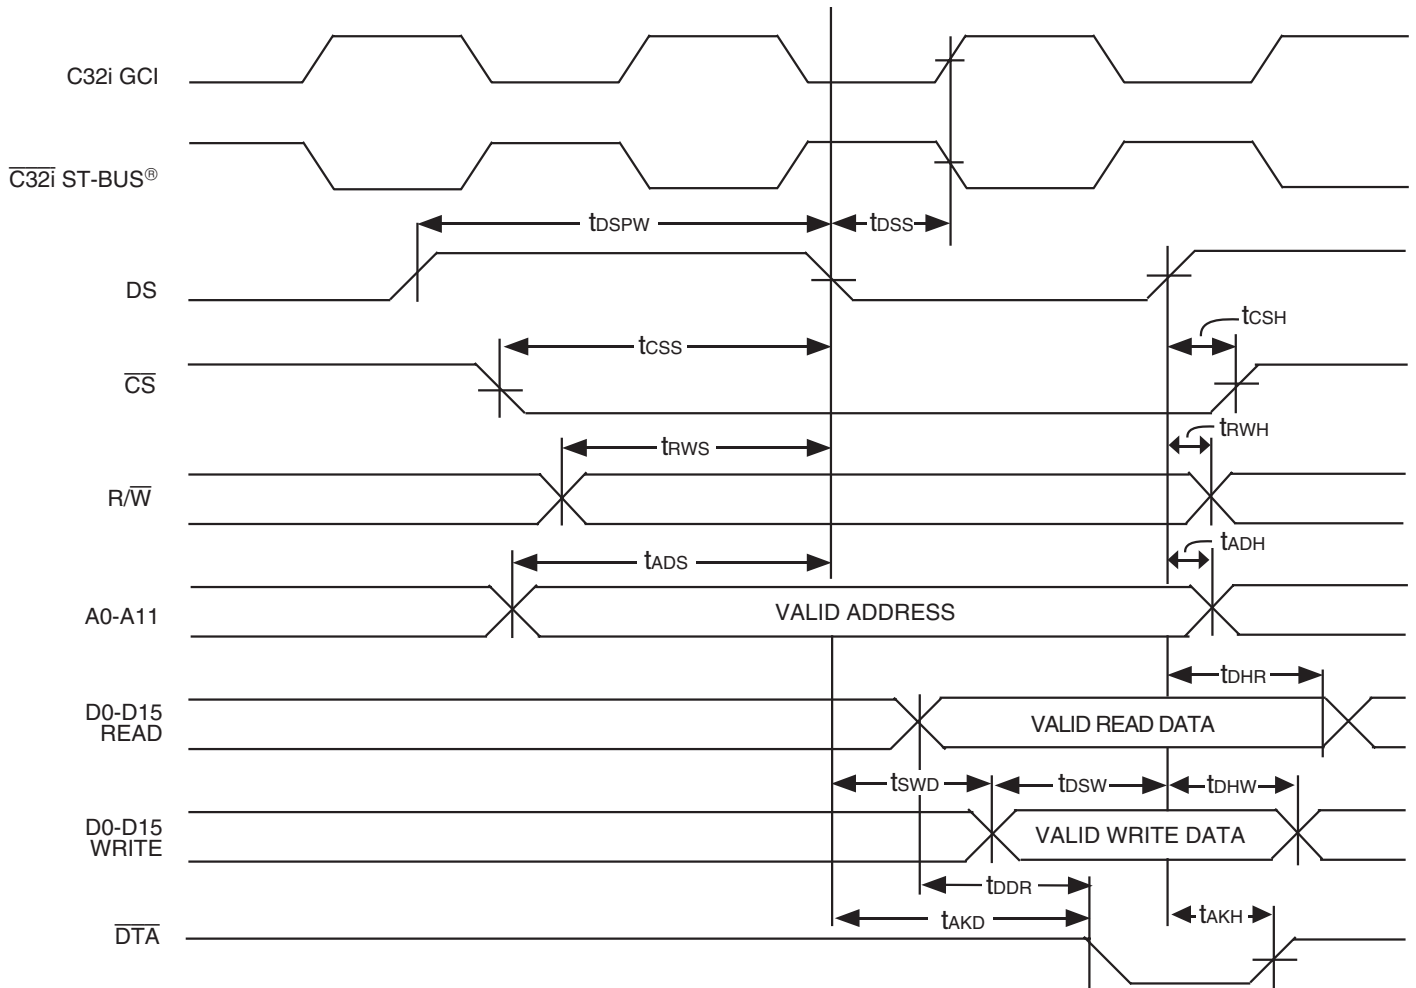 C32i GCI
C32i ST-BUS®
tDSPW
tDSS
DS
tCSH
tCSS
CS
tRWH
tRWS
R/W
tADH
tADS
A0-A11
VALID ADDRESS
tDHR
D0-D15
READ
VALID READ DATA
tSWD
tDSW
tDHW
D0-D15
WRITE
VALID WRITE DATA
tDDR
tAKD
tAKH
DTA